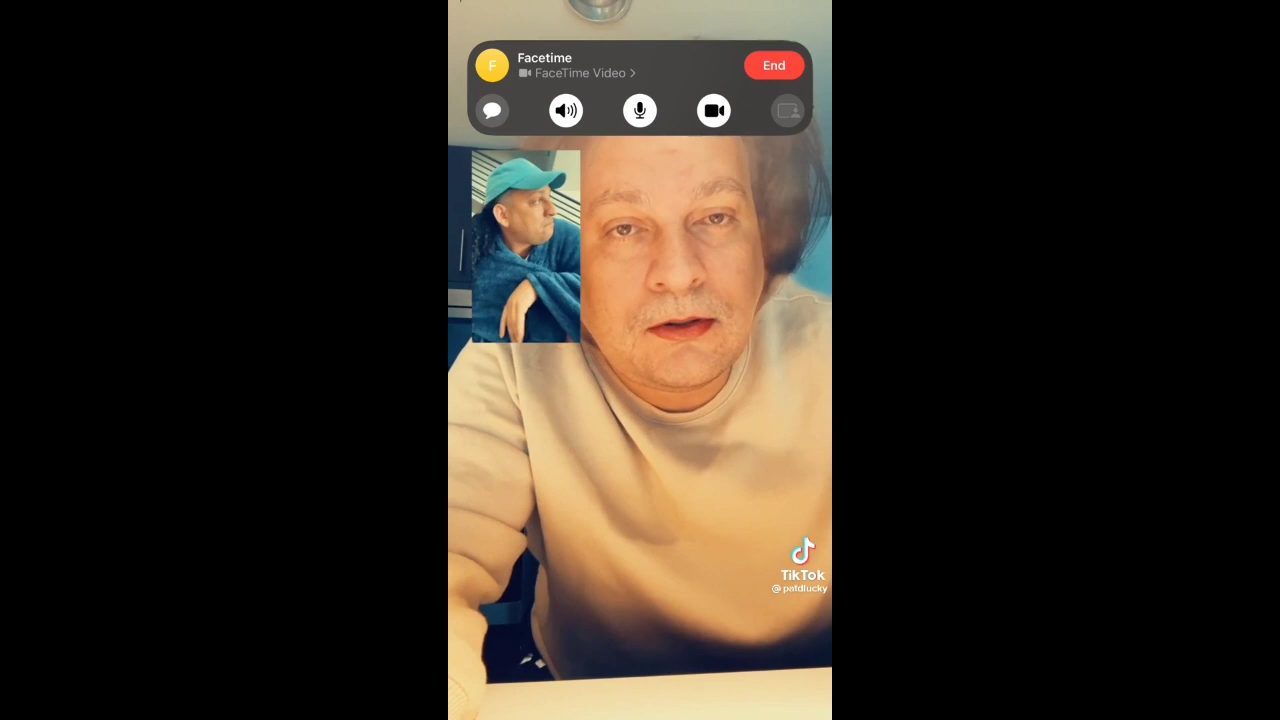 Facetime
F
FaceTime Video
End
TikTok
@patdlucky